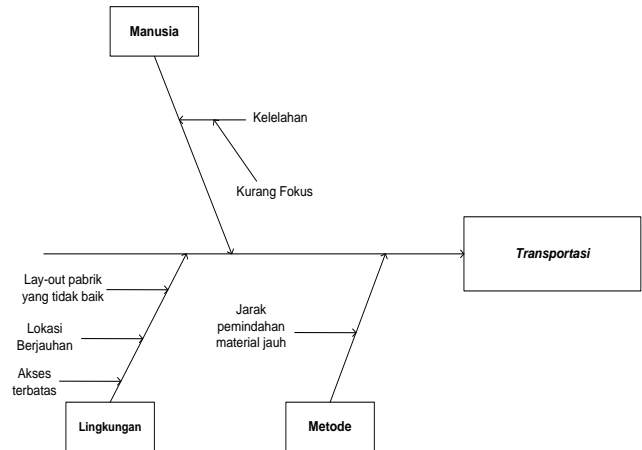 Manusia
Kelelahan
Kurang Fokus
Transportasi
Lay-out pabrik
yang tidak baik
Lokasi
Berjauhan
Akses
terbatas
Jarak
pemindahan
material jauh
Lingkungan
Metode